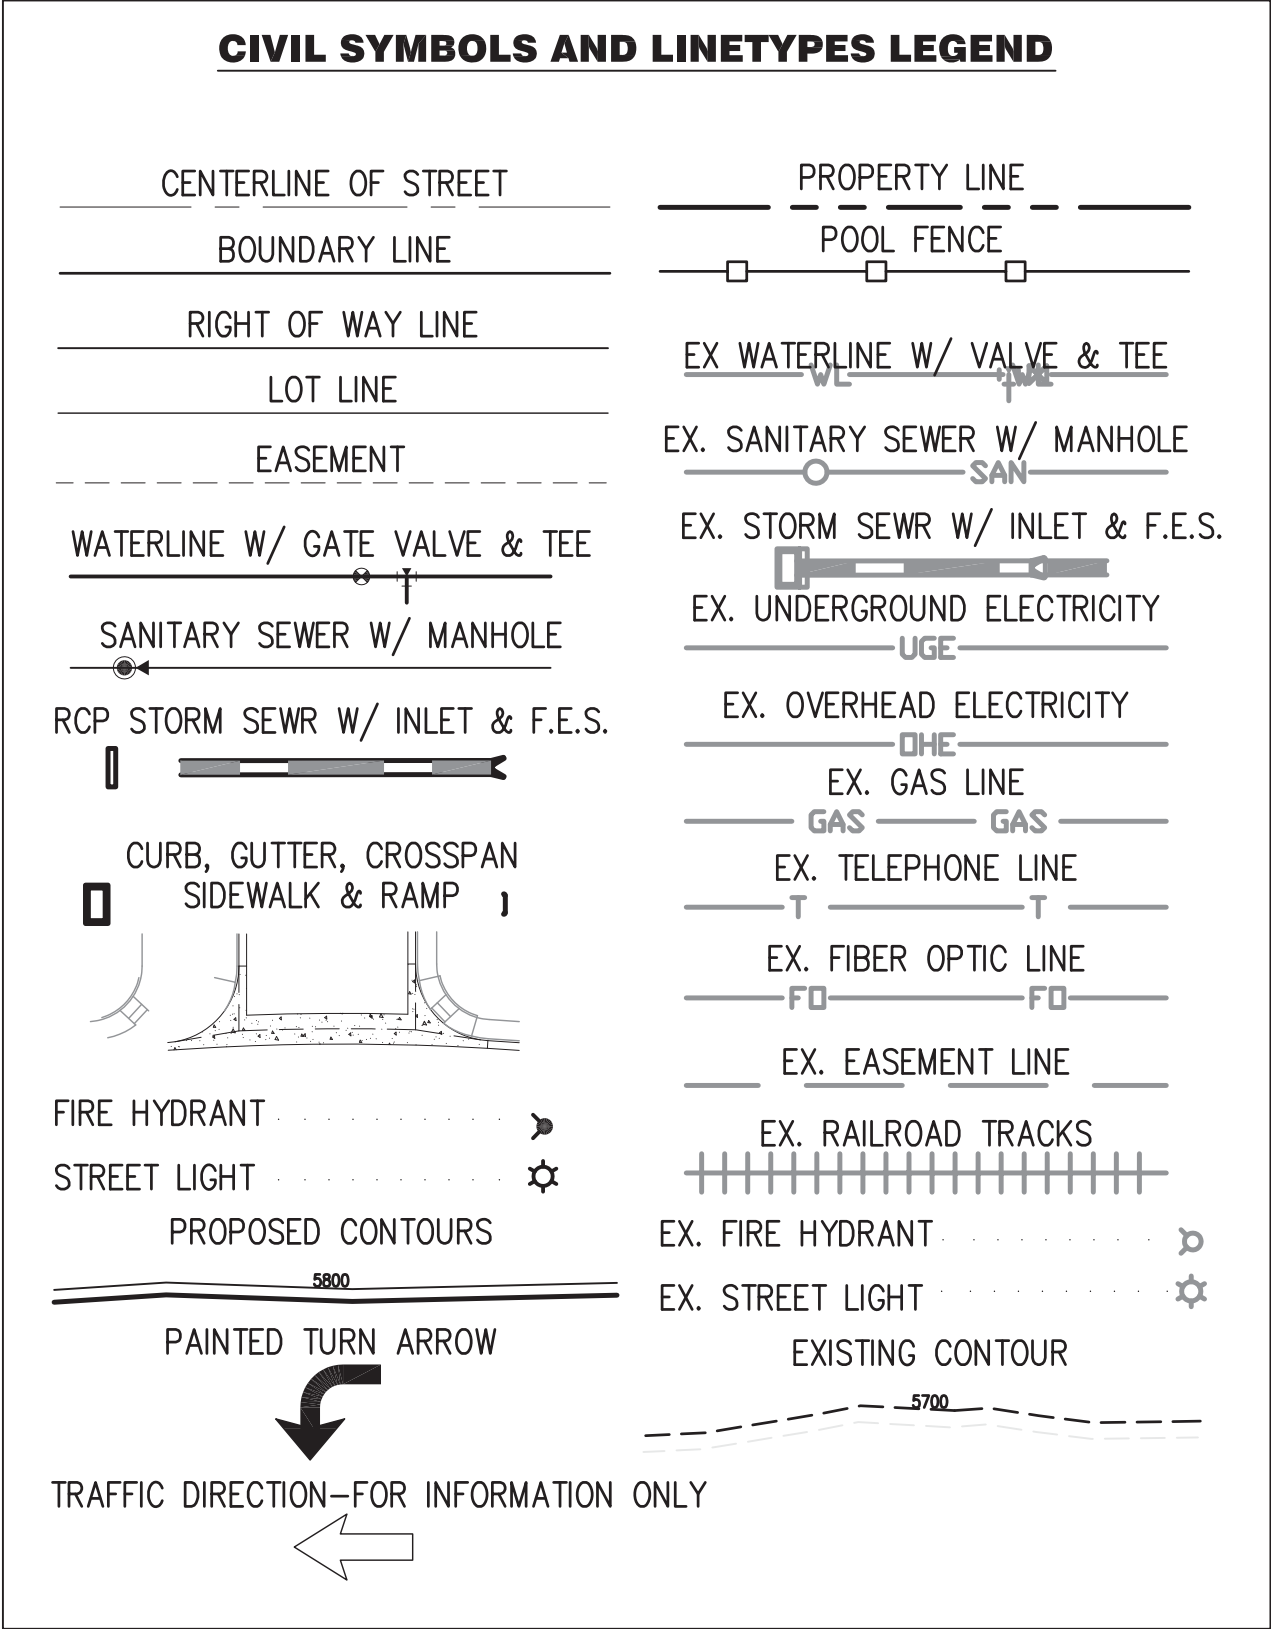 CIVIL SYMBOLS AND LINETYPES LEGEND
CENTERLINE OF STREET
BOUNDARY LINE
RIGHT OF WAY LINE
LOT LINE
EASEMENT
WATERLINE W/ GATE VALVE & TEE
SANITARY SEWER W/ MANHOLE
RCP STORM SEWR W/ INLET & F.E.S.
CURB, GUTTER, CROSSPAN
SIDEWALK & RAMP
FIRE HYDRANT
STREET LIGHT
PROPOSED CONTOURS
5800
PAINTED TURN ARROW
TRAFFIC DIRECTION-FOR INFORMATION ONLY
PROPERTY LINE
POOL FENCE
EX WATERLINE W/ VALVE & TEE
WL
EX. SANITARY SEWER W/ MANHOLE
SAN
EX. STORM SEWR W/ INLET & F.E.S.
EX. UNDERGROUND ELECTRICITY
UGE
EX. OVERHEAD ELECTRICITY
OHE
EX. GAS LINE
GAS GAS
EX. TELEPHONE LINE
T T
EX. FIBER OPTIC LINE
FO FO
EX. EASEMENT LINE
EX. RAILROAD TRACKS
EX. FIRE HYDRANT
EX. STREET LIGHT
EXISTING CONTOUR
5700